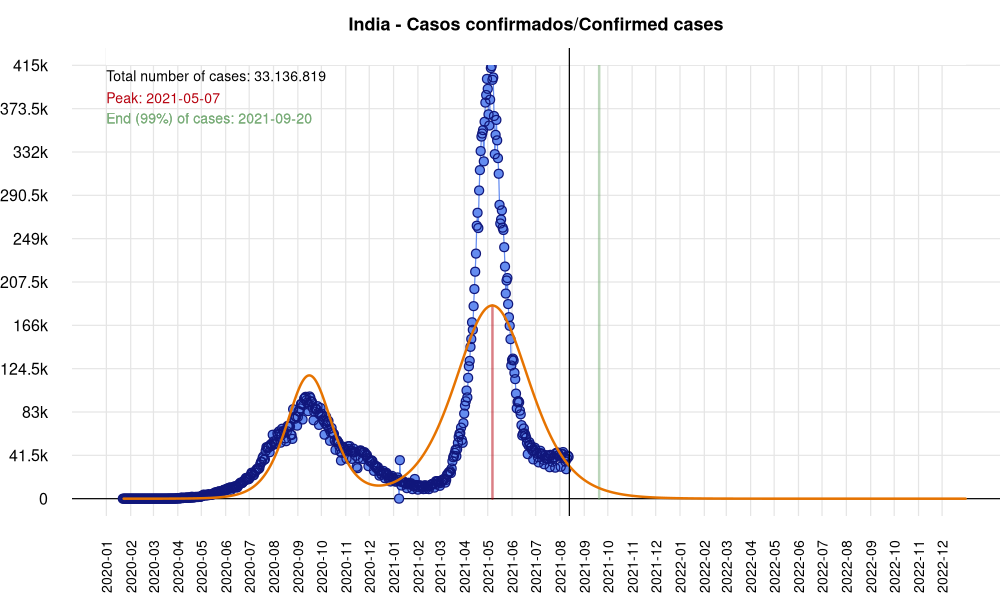 India - Casos confirmados/Confirmed cases
415k
Total number of cases: 33.136.819
Peak: 2021-05-07
373.5k
End (99%) of cases: 2021-09-20
332k
290.5k
249k
207.5k
166k
124.5k
83k
41.5k
0
2020-01
2020-02
2020-03
2020-04
2020-05
2020-06
2020-07
2020-08
2020-09
2020-10
2020-11
2020-12
2021-01
2021-02
2021-03
2021-04
2021-05
2021-06
2021-07
2021-08
2021-09
2021-10
2021-11
2021-12
2022-01
2022-02
2022-03
2022-04
2022-05
2022-06
2022-07
2022-08
2022-09
2022-10
2022-11
2022-12